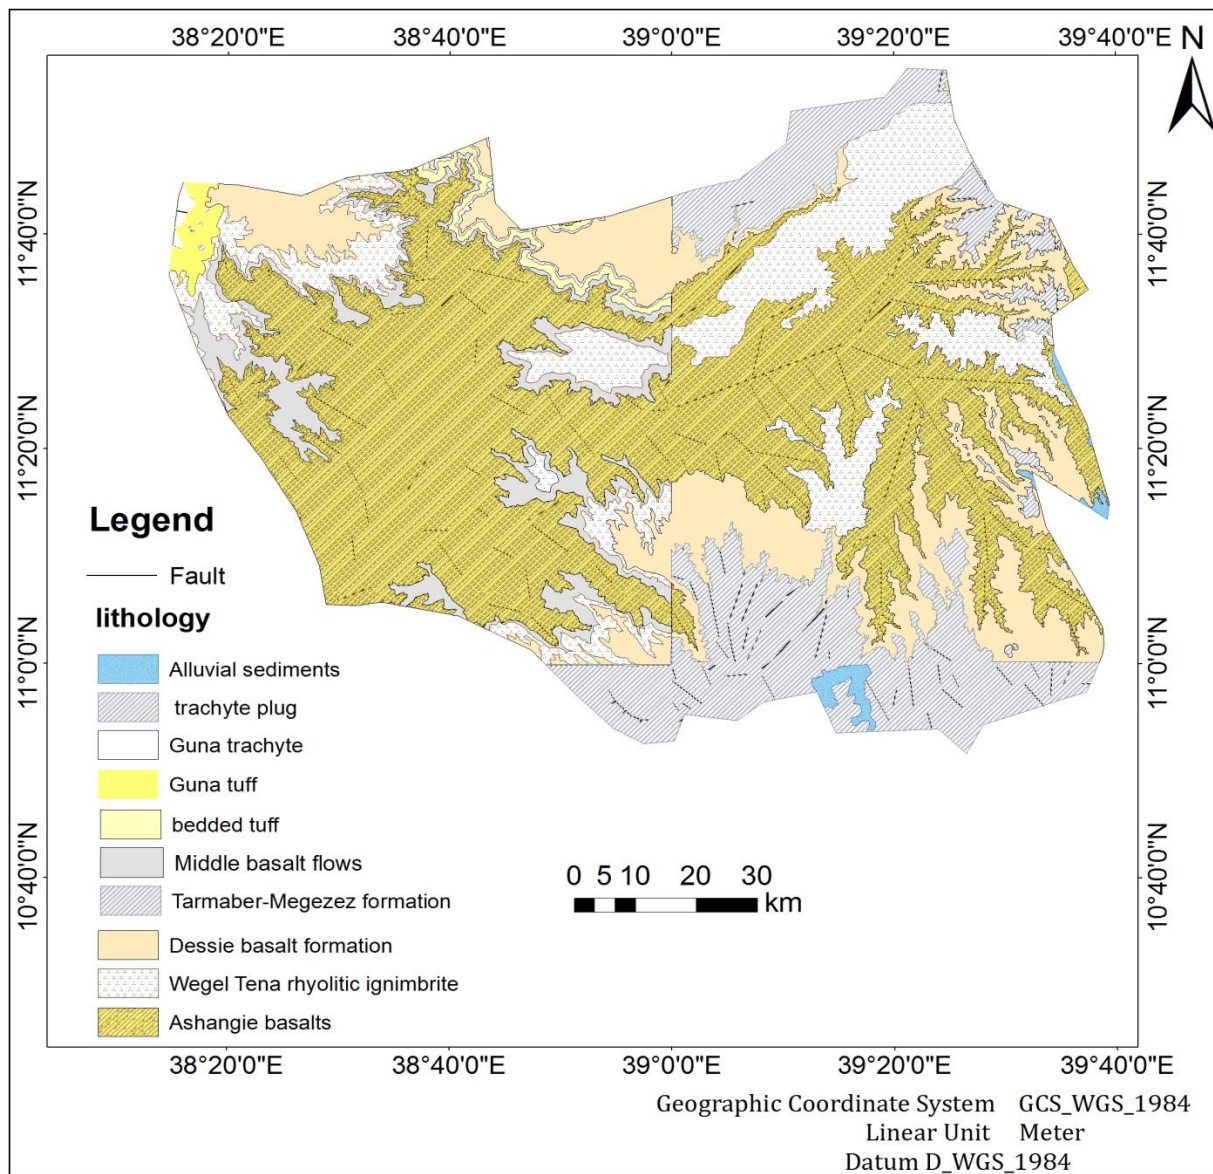 38°20'0"E 38°40'0"E 39°0'0"E 39°20'0"E 39°40'0"E
N
11°40'0"N 11°40'0"N
11°20'0"N 11°20'0"N
11°0'0"N 11°0'0"N
10°40'0"N 10°40'0"N
Legend
Fault
lithology
Alluvial sediments
trachyte plug
Guna trachyte
Guna tuff
bedded tuff
Middle basalt flows
Tarmaber-Megezez formation
Dessie basalt formation
Wegel Tena rhyolitic ignimbrite
Ashangie basalts
0 5 10 20 30
km
38°20'0"E 38°40'0"E 39°0'0"E 39°20'0"E 39°40'0"E
Geographic Coordinate System GCS_WGS_1984
Linear Unit Meter
Datum D_WGS_1984